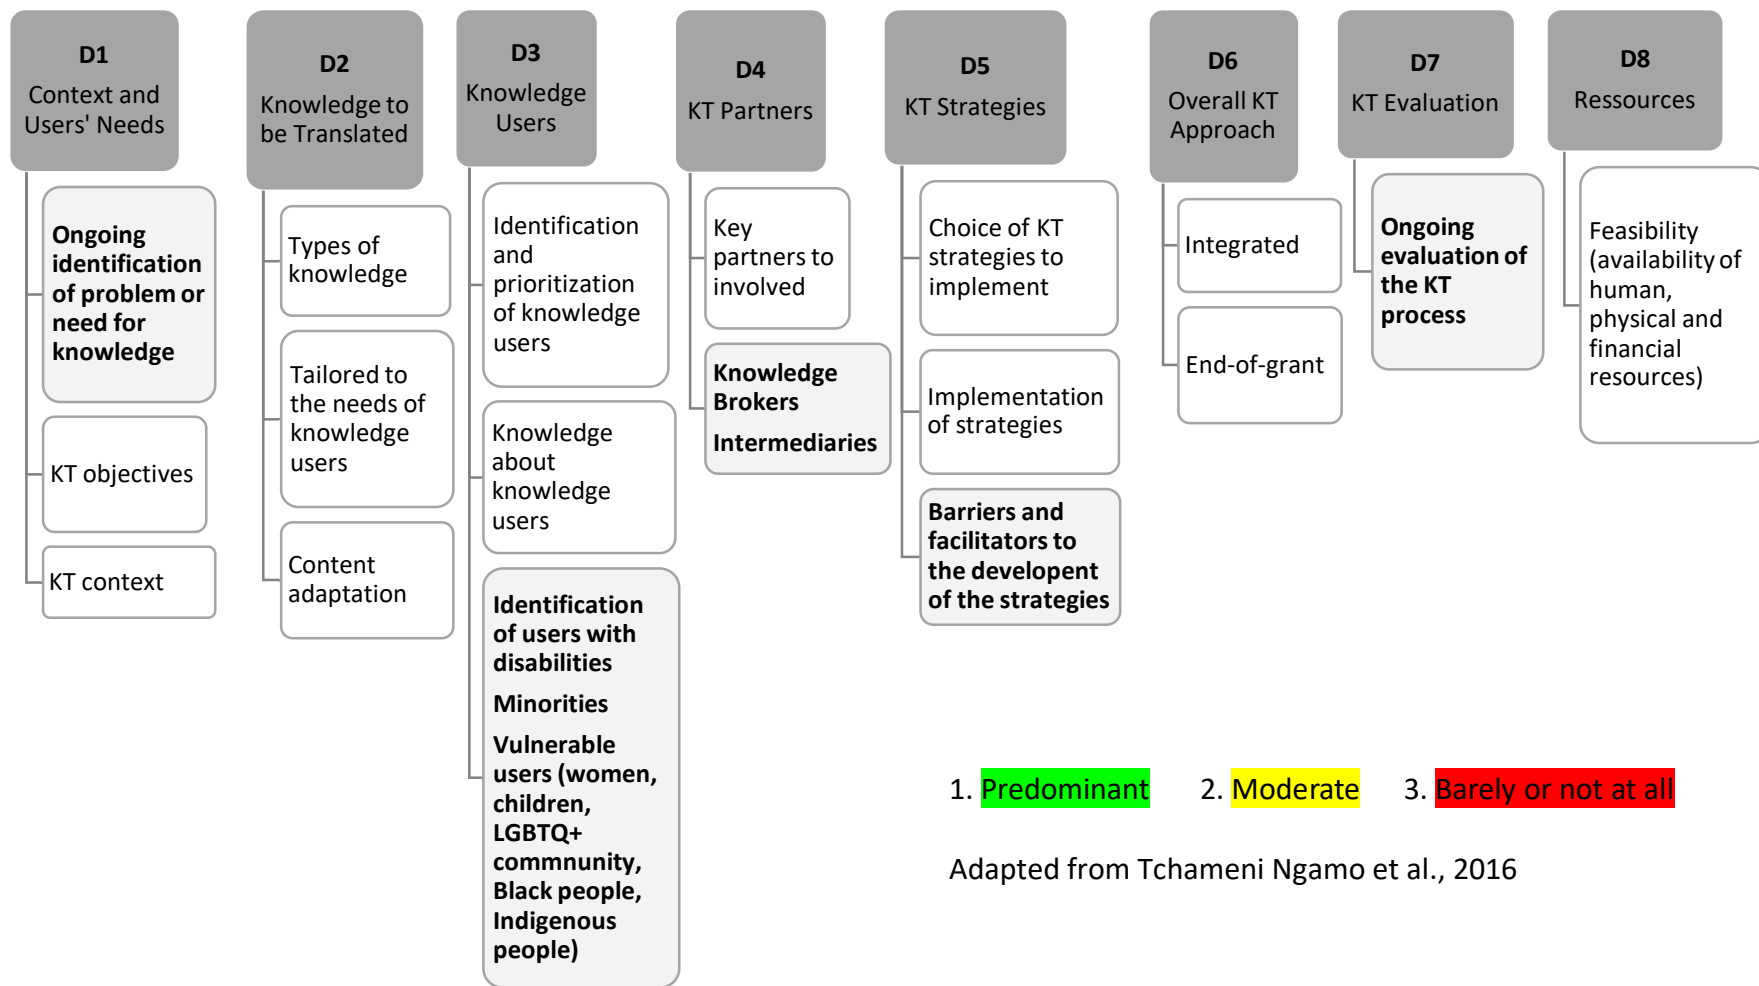 D1
Context and
Users' Needs
Ongoing
identification
of problem or
need for
knowledge
KT objectives
KT context
D2
Knowledge to
be Translated
Types of
knowledge
Tailored to
the needs of
knowledge
users
Content
adaptation
D3
Knowledge
Users
Identification
and
prioritization
of knowledge
users
Knowledge
about
knowledge
users
Identification
of users with
disabilities
Minorities
Vulnerable
users (women,
children,
LGBTQ+
commnunity,
Black people,
Indigenous
people)
D4
KT Partners
Key
partners to
involved
Knowledge
Brokers
Intermediaries
D5
KT Strategies
Choice of KT
strategies to
implement
Implementation
of strategies
Barriers and
facilitators to
the developent
of the strategies
D6
Overall KT
Approach
Integrated
End-of-grant
D7
KT Evaluation
Ongoing
evaluation of
the KT
process
D8
Ressources
Feasibility
(availability of
human,
physical and
financial
resources)
1. Predominant 2. Moderate 3. Barely or not at all
Adapted from Tchameni Ngamo et al., 2016